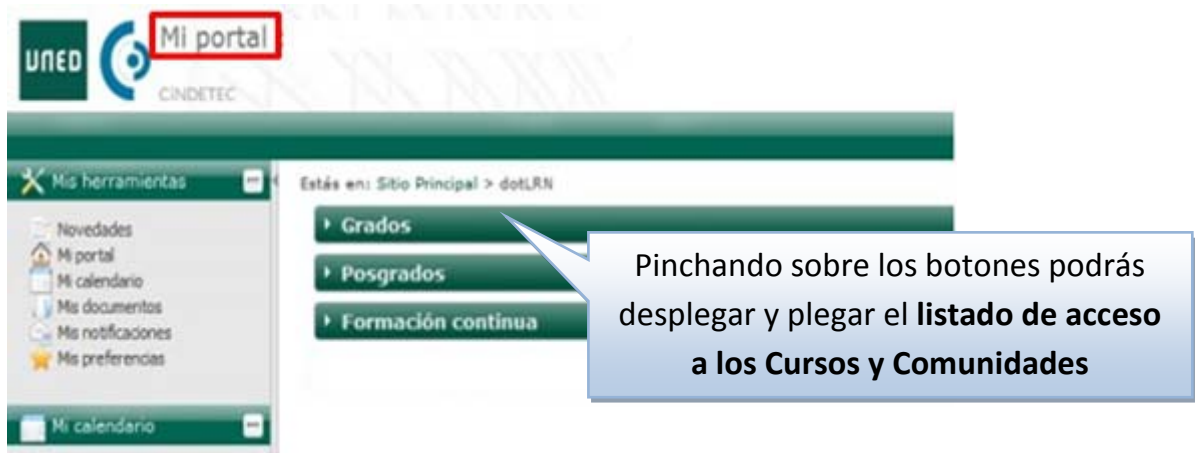 UNED
Mi portal
CINDETEC
Mis herramientas
Estás en: Sitio Principal > dotLRN
Novedades
Mi portal
Mi calendario
Mis documentos
Mis notificaciones
Mis preferencias
Grados
Posgrados
Formación continua
Pinchando sobre los botones podrás
desplegar y plegar el listado de acceso
a los Cursos y Comunidades
Mi calendario